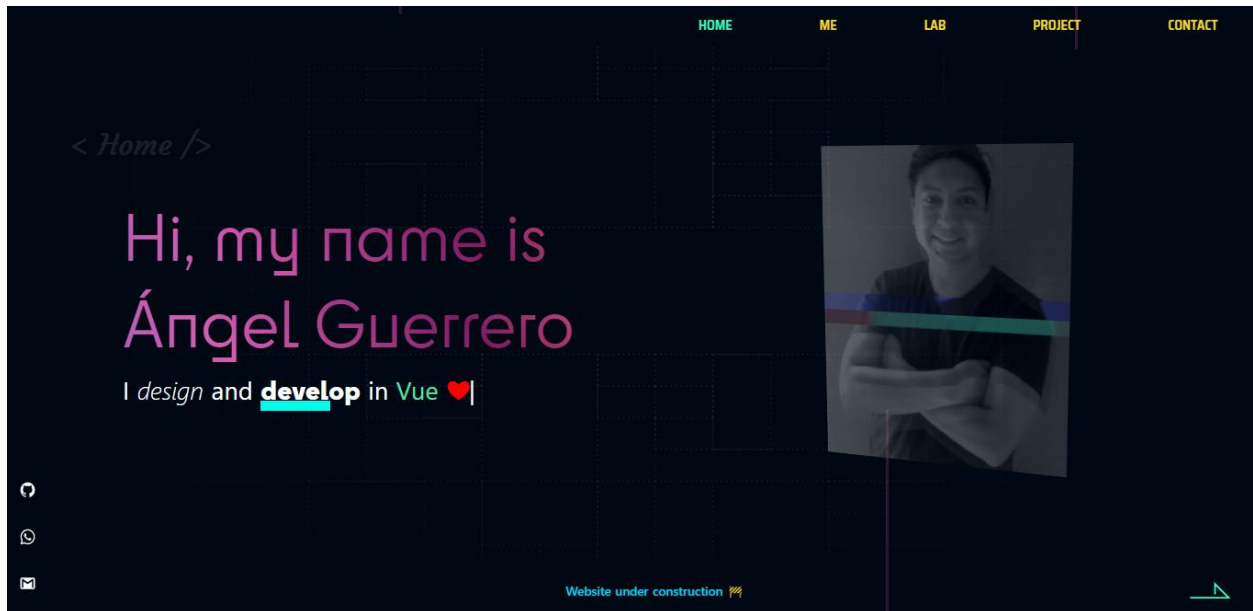 HOME ME LAB PROJECT CONTACT
< Home />
Hi, my name is
Ángel Guerrero
I design and develop in Vue ❤️|
Website under construction 🚧